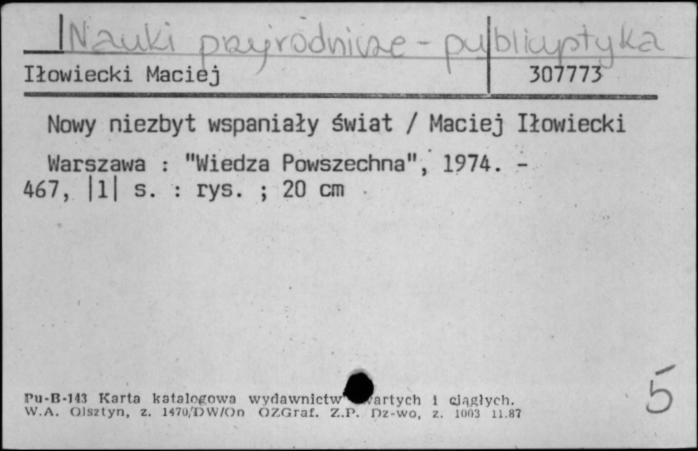 Nauki przyrodnicze - publicystyka
Iłowiecki Maciej 307773
Nowy niezbyt wspaniały świat / Maciej Iłowiecki
Warszawa : "Wiedza Powszechna", 1974. -
467, |1| s. : rys. ; 20 cm
Pu-B-143 Karta katalogowa wydawnictw wartych i ciągłych.
W.A. Olsztyn, z. 1470/DW/On OZGraf. Z.P. Dz-wo, z. 1003 11.87
5